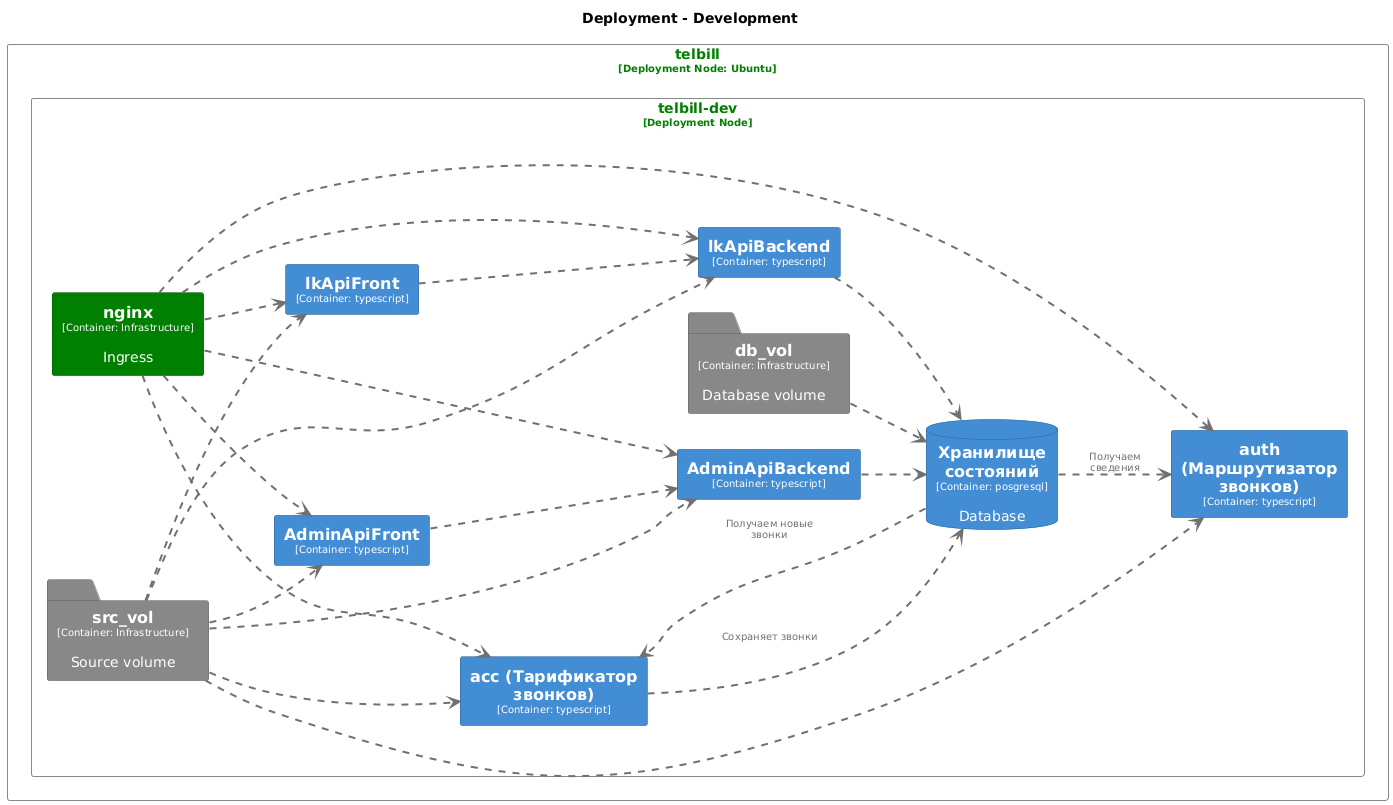 Deployment - Development
telbill
[Deployment Node: Ubuntu]
telbill-dev
[Deployment Node]
lkApiBackend
[Container: typescript]
lkApiFront
[Container: typescript]
nginx
[Container: Infrastructure]
Ingress
db_vol
[Container: Infrastructure]
Database volume
Хранилище
состояний
[Container: posgresql]
Database
Получаем
сведения
auth
(Маршрутизатор
звонков)
[Container: typescript]
AdminApiBackend
[Container: typescript]
AdminApiFront
[Container: typescript]
Получаем новые
звонки
src_vol
[Container: Infrastructure]
Source volume
Сохраняет звонки
acc (Тарификатор
звонков)
[Container: typescript]